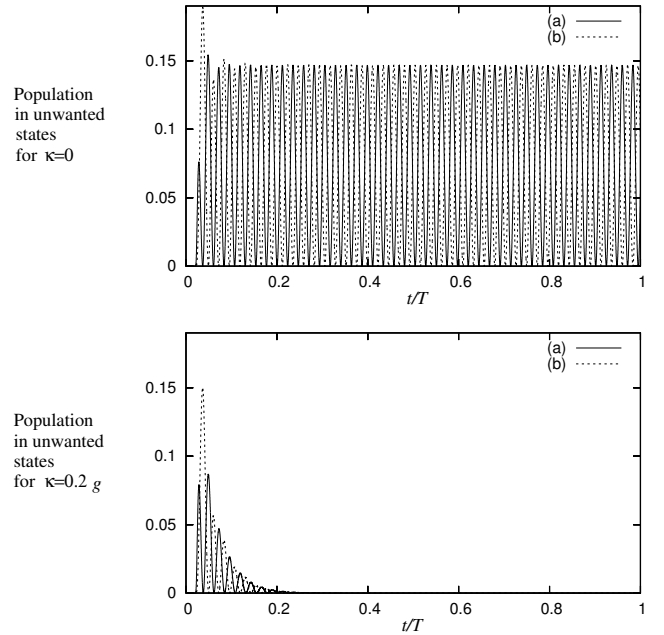 (a)
(b)
0.15
0.1
0.05
0
Population
in unwanted
states
for κ=0
0 0.2 0.4 0.6 0.8 1
t/T
(a)
(b)
0.15
0.1
0.05
0
Population
in unwanted
states
for κ=0.2 g
0 0.2 0.4 0.6 0.8 1
t/T